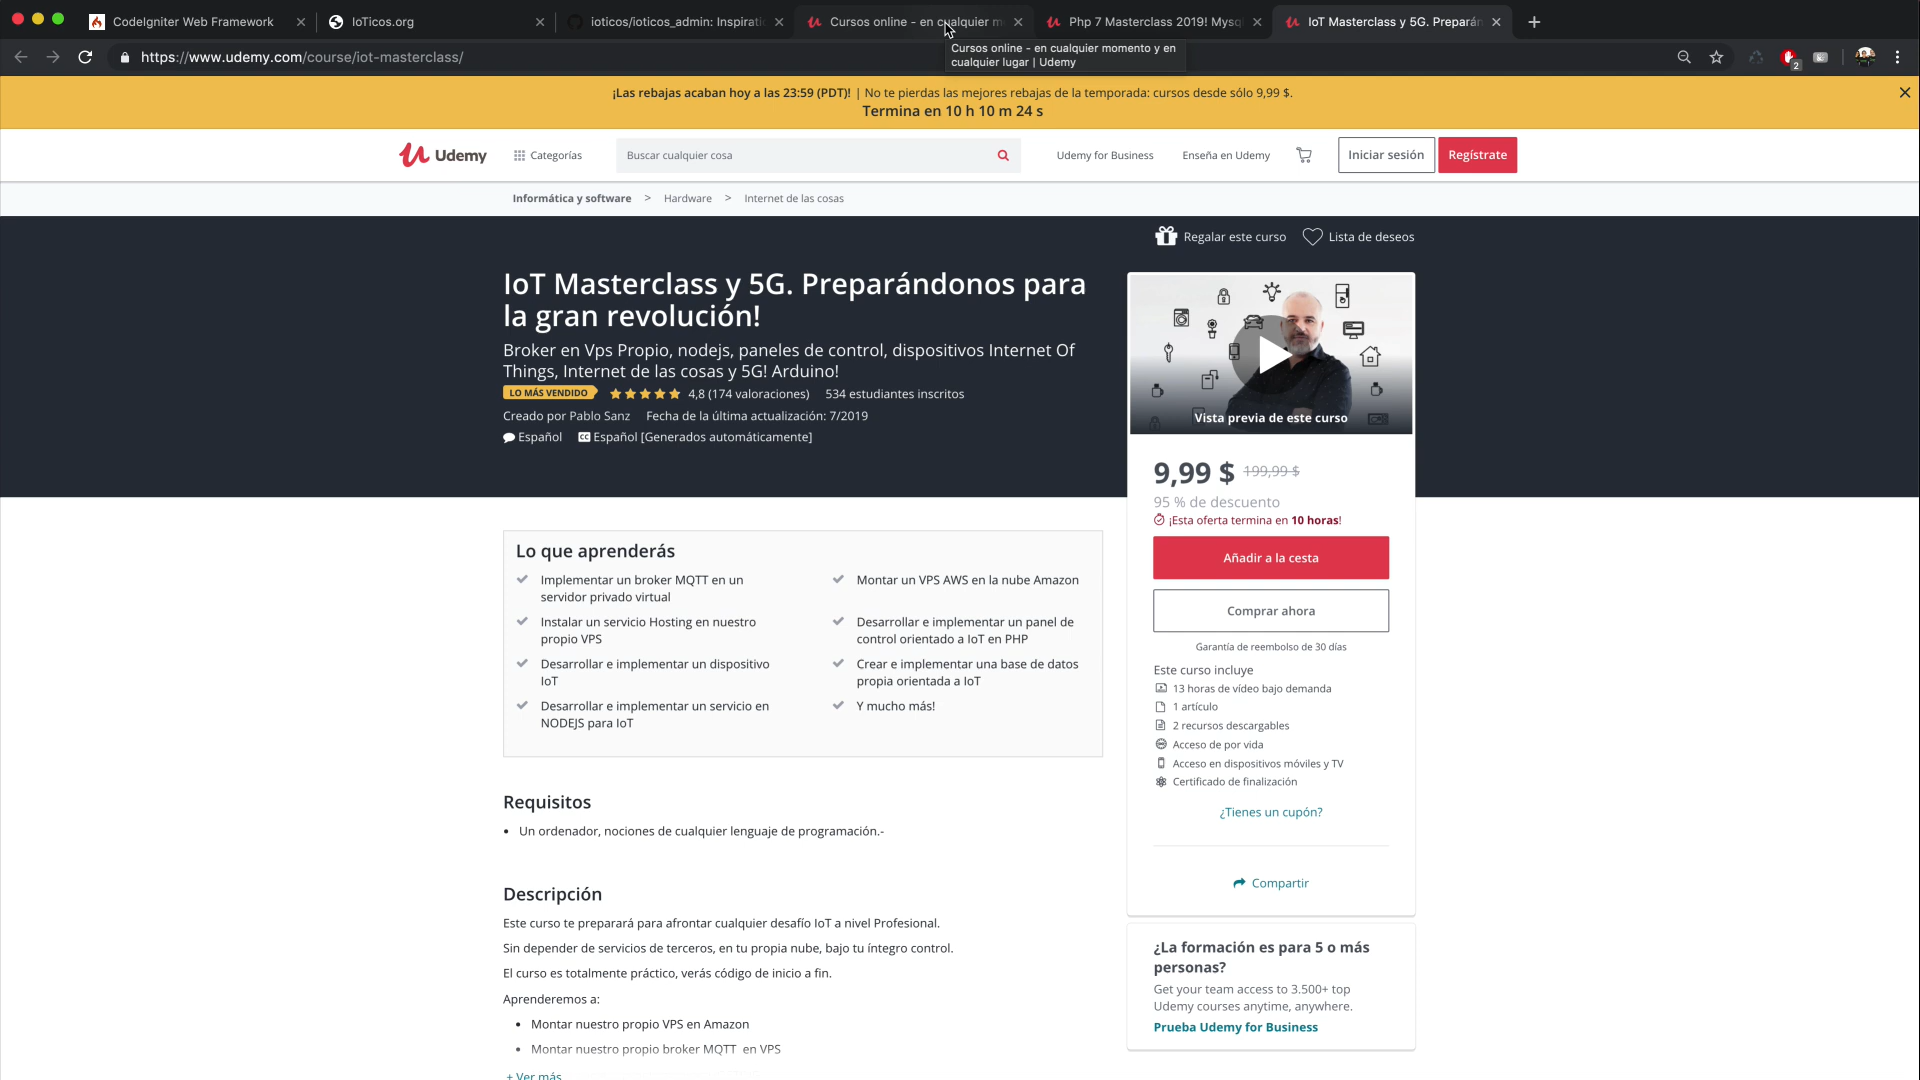 CodeIgniter Web Framework
IoTicos.org
ioticos/ioticos_admin: Inspirati
Cursos online - en cualquier m
Php 7 Masterclass 2019! Mysq
IoT Masterclass y 5G. Preparán
https://www.udemy.com/course/iot-masterclass/
2
Cursos online - en cualquier momento y en
cualquier lugar | Udemy
¡Las rebajas acaban hoy a las 23:59 (PDT)! | No te pierdas las mejores rebajas de la temporada: cursos desde sólo 9,99 $.
Termina en 10 h 10 m 24 s
Udemy
Categorías
Buscar cualquier cosa
Udemy for Business
Enseña en Udemy
Iniciar sesión
Regístrate
Informática y software > Hardware > Internet de las cosas
Regalar este curso
Lista de deseos
IoT Masterclass y 5G. Preparándonos para
la gran revolución!
Broker en Vps Propio, nodejs, paneles de control, dispositivos Internet Of
Things, Internet de las cosas y 5G! Arduino!
LO MÁS VENDIDO 4,8 (174 valoraciones) 534 estudiantes inscritos
Creado por Pablo Sanz Fecha de la última actualización: 7/2019
Español CC Español [Generados automáticamente]
Vista previa de este curso
9,99 $ 199,99 $
95 % de descuento
¡Esta oferta termina en 10 horas!
Añadir a la cesta
Comprar ahora
Garantía de reembolso de 30 días
Este curso incluye
13 horas de vídeo bajo demanda
1 artículo
2 recursos descargables
Acceso de por vida
Acceso en dispositivos móviles y TV
Certificado de finalización
¿Tienes un cupón?
Compartir
¿La formación es para 5 o más
personas?
Get your team access to 3.500+ top
Udemy courses anytime, anywhere.
Prueba Udemy for Business
Lo que aprenderás
Implementar un broker MQTT en un
servidor privado virtual
Montar un VPS AWS en la nube Amazon
Instalar un servicio Hosting en nuestro
propio VPS
Desarrollar e implementar un panel de
control orientado a IoT en PHP
Desarrollar e implementar un dispositivo
IoT
Crear e implementar una base de datos
propia orientada a IoT
Desarrollar e implementar un servicio en
NODEJS para IoT
Y mucho más!
Requisitos
Un ordenador, nociones de cualquier lenguaje de programación.-
Descripción
Este curso te preparará para afrontar cualquier desafío IoT a nivel Profesional.
Sin depender de servicios de terceros, en tu propia nube, bajo tu íntegro control.
El curso es totalmente práctico, verás código de inicio a fin.
Aprenderemos a:
Montar nuestro propio VPS en Amazon
Montar nuestro propio broker MQTT en VPS
+ Ver más